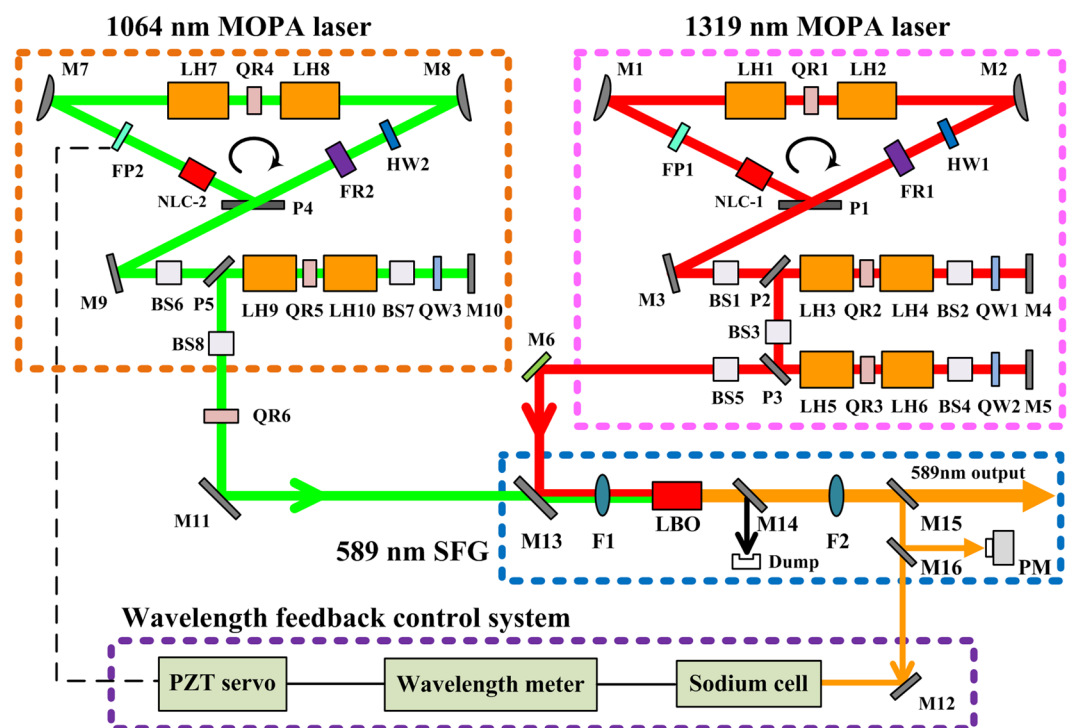 1064 nm MOPA laser
1319 nm MOPA laser
M7
LH7
QR4
LH8
M8
FP2
NLC-2
FR2
HW2
P4
M9
BS6
P5
LH9
QR5
LH10
BS7
QW3
M10
BS8
QR6
M11
M1
LH1
QR1
LH2
M2
FP1
NLC-1
FR1
HW1
P1
M3
BS1
P2
LH3
QR2
LH4
BS2
QW1
M4
BS3
M6
BS5
P3
LH5
QR3
LH6
BS4
QW2
M5
589nm output
M13
F1
LBO
M14
F2
M15
Dump
M16
PM
589 nm SFG
Wavelength feedback control system
PZT servo
Wavelength meter
Sodium cell
M12